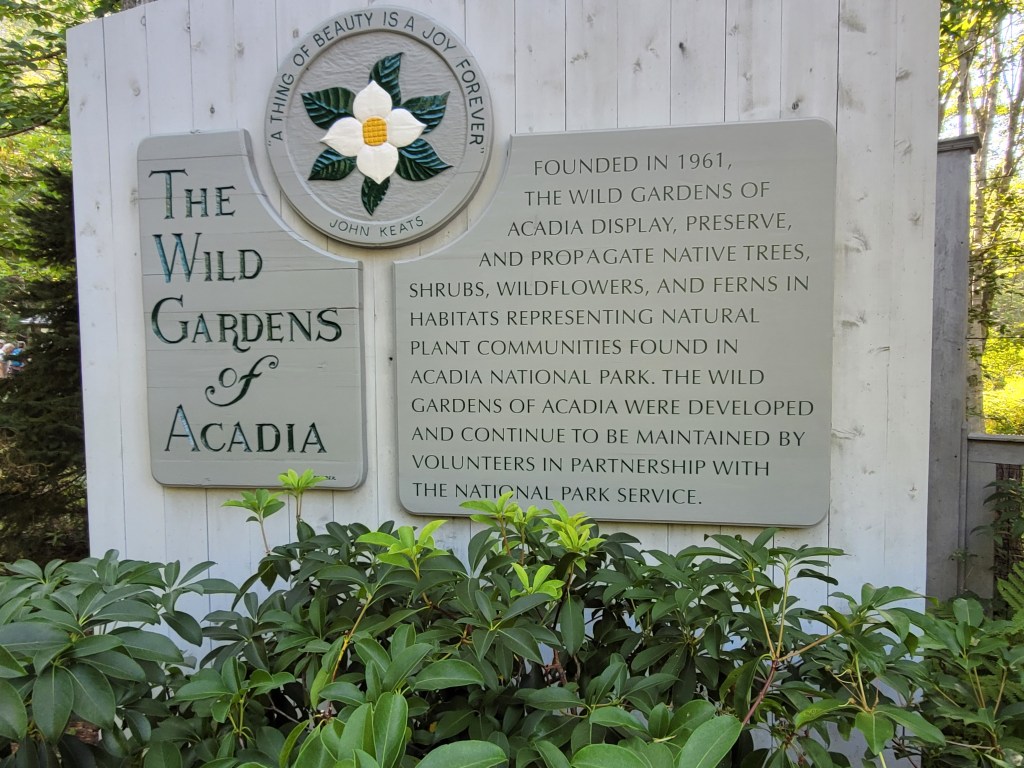 "A THING OF BEAUTY IS A JOY FOREVER"
JOHN KEATS
THE
WILD
GARDENS
OF
ACADIA
FOUNDED IN 1961,
THE WILD GARDENS OF
ACADIA DISPLAY, PRESERVE,
AND PROPAGATE NATIVE TREES,
SHRUBS, WILDFLOWERS, AND FERNS IN
HABITATS REPRESENTING NATURAL
PLANT COMMUNITIES FOUND IN
ACADIA NATIONAL PARK. THE WILD
GARDENS OF ACADIA WERE DEVELOPED
AND CONTINUE TO BE MAINTAINED BY
VOLUNTEERS IN PARTNERSHIP WITH
THE NATIONAL PARK SERVICE.